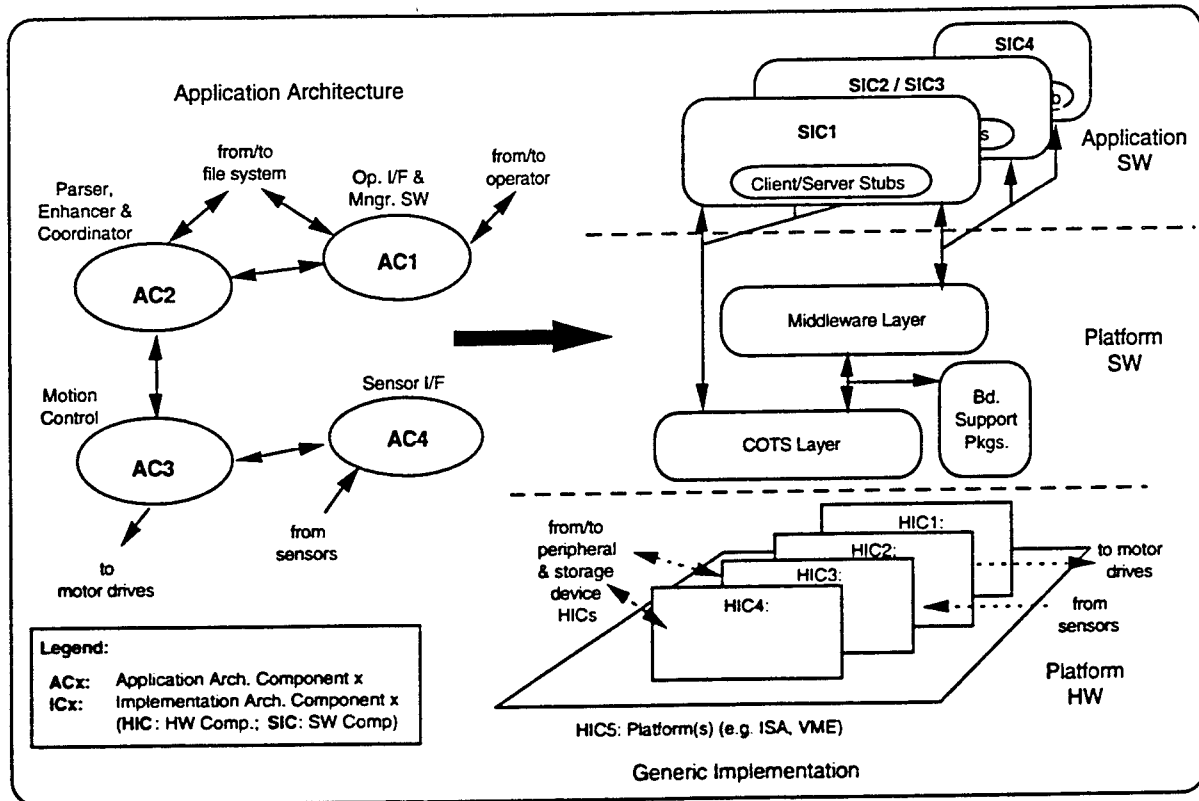 Application Architecture
from/to
file system
Parser,
Enhancer &
Coordinator
Op. I/F &
Mngr. SW
from/to
operator
AC1
AC2
Motion
Control
Sensor I/F
AC3
AC4
to
motor drives
from
sensors
Legend:
ACx: Application Arch. Component x
ICx: Implementation Arch. Component x
(HIC: HW Comp.; SIC: SW Comp)
SIC4
b
SIC2 / SIC3
s
SIC1
Client/Server Stubs
Application
SW
Middleware Layer
Platform
SW
Bd.
Support
Pkgs.
COTS Layer
from/to
peripheral
& storage
device
HICs
HIC1:
HIC2:
HIC3:
HIC4:
to motor
drives
from
sensors
Platform
HW
HIC5: Platform(s) (e.g. ISA, VME)
Generic Implementation